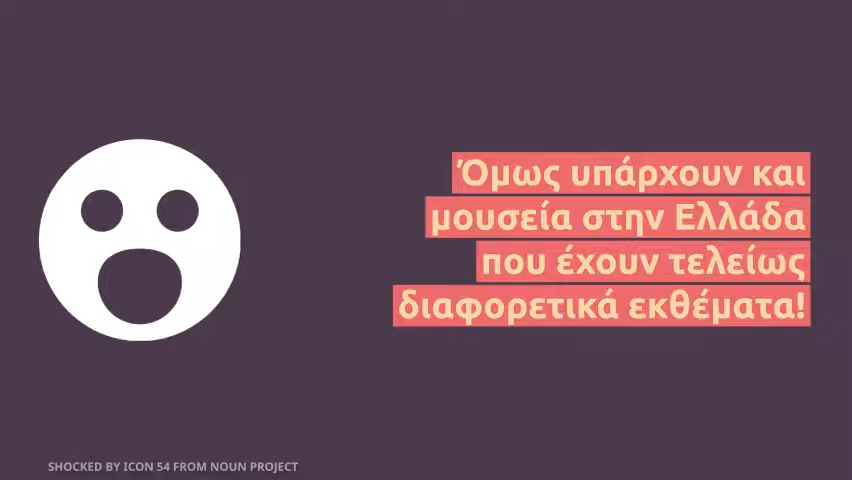 Όμως υπάρχουν και
μουσεία στην Ελλάδα
που έχουν τελείως
διαφορετικά εκθέματα!
SHOCKED BY ICON 54 FROM NOUN PROJECT